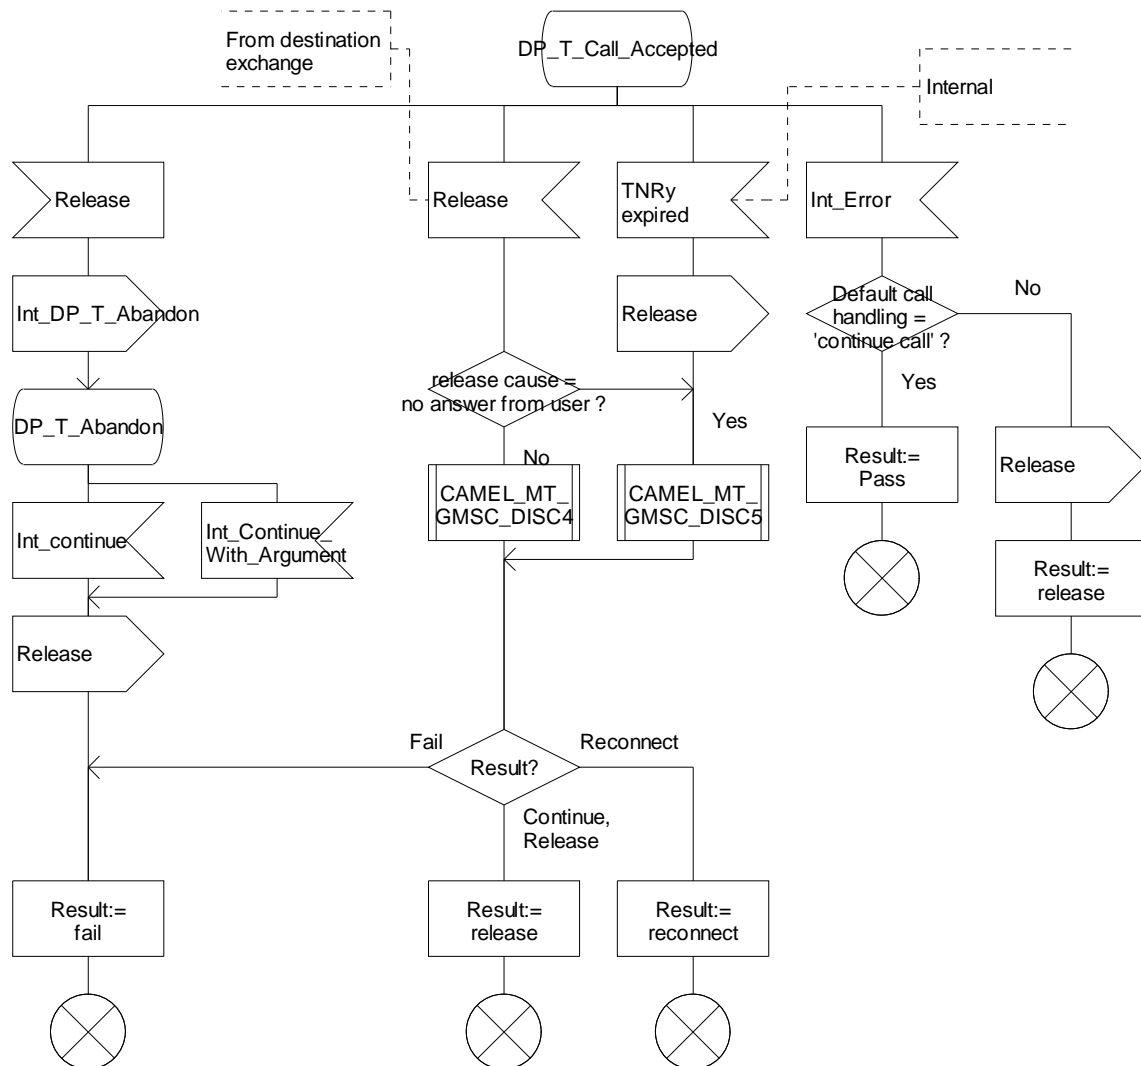 From destination
exchange
DP_T_Call_Accepted
Internal
Release
Release
TNRy
expired
Int_Error
Int_DP_T_Abandon
Release
Default call
handling =
'continue call' ?
No
release cause =
no answer from user ?
Yes
Yes
DP_T_Abandon
No
Result:=
Pass
Release
CAMEL_MT_
GMSC_DISC4
CAMEL_MT_
GMSC_DISC5
Int_continue
Int_Continue_
With_Argument
Result:=
release
Release
Fail
Reconnect
Result?
Continue,
Release
Result:=
fail
Result:=
release
Result:=
reconnect